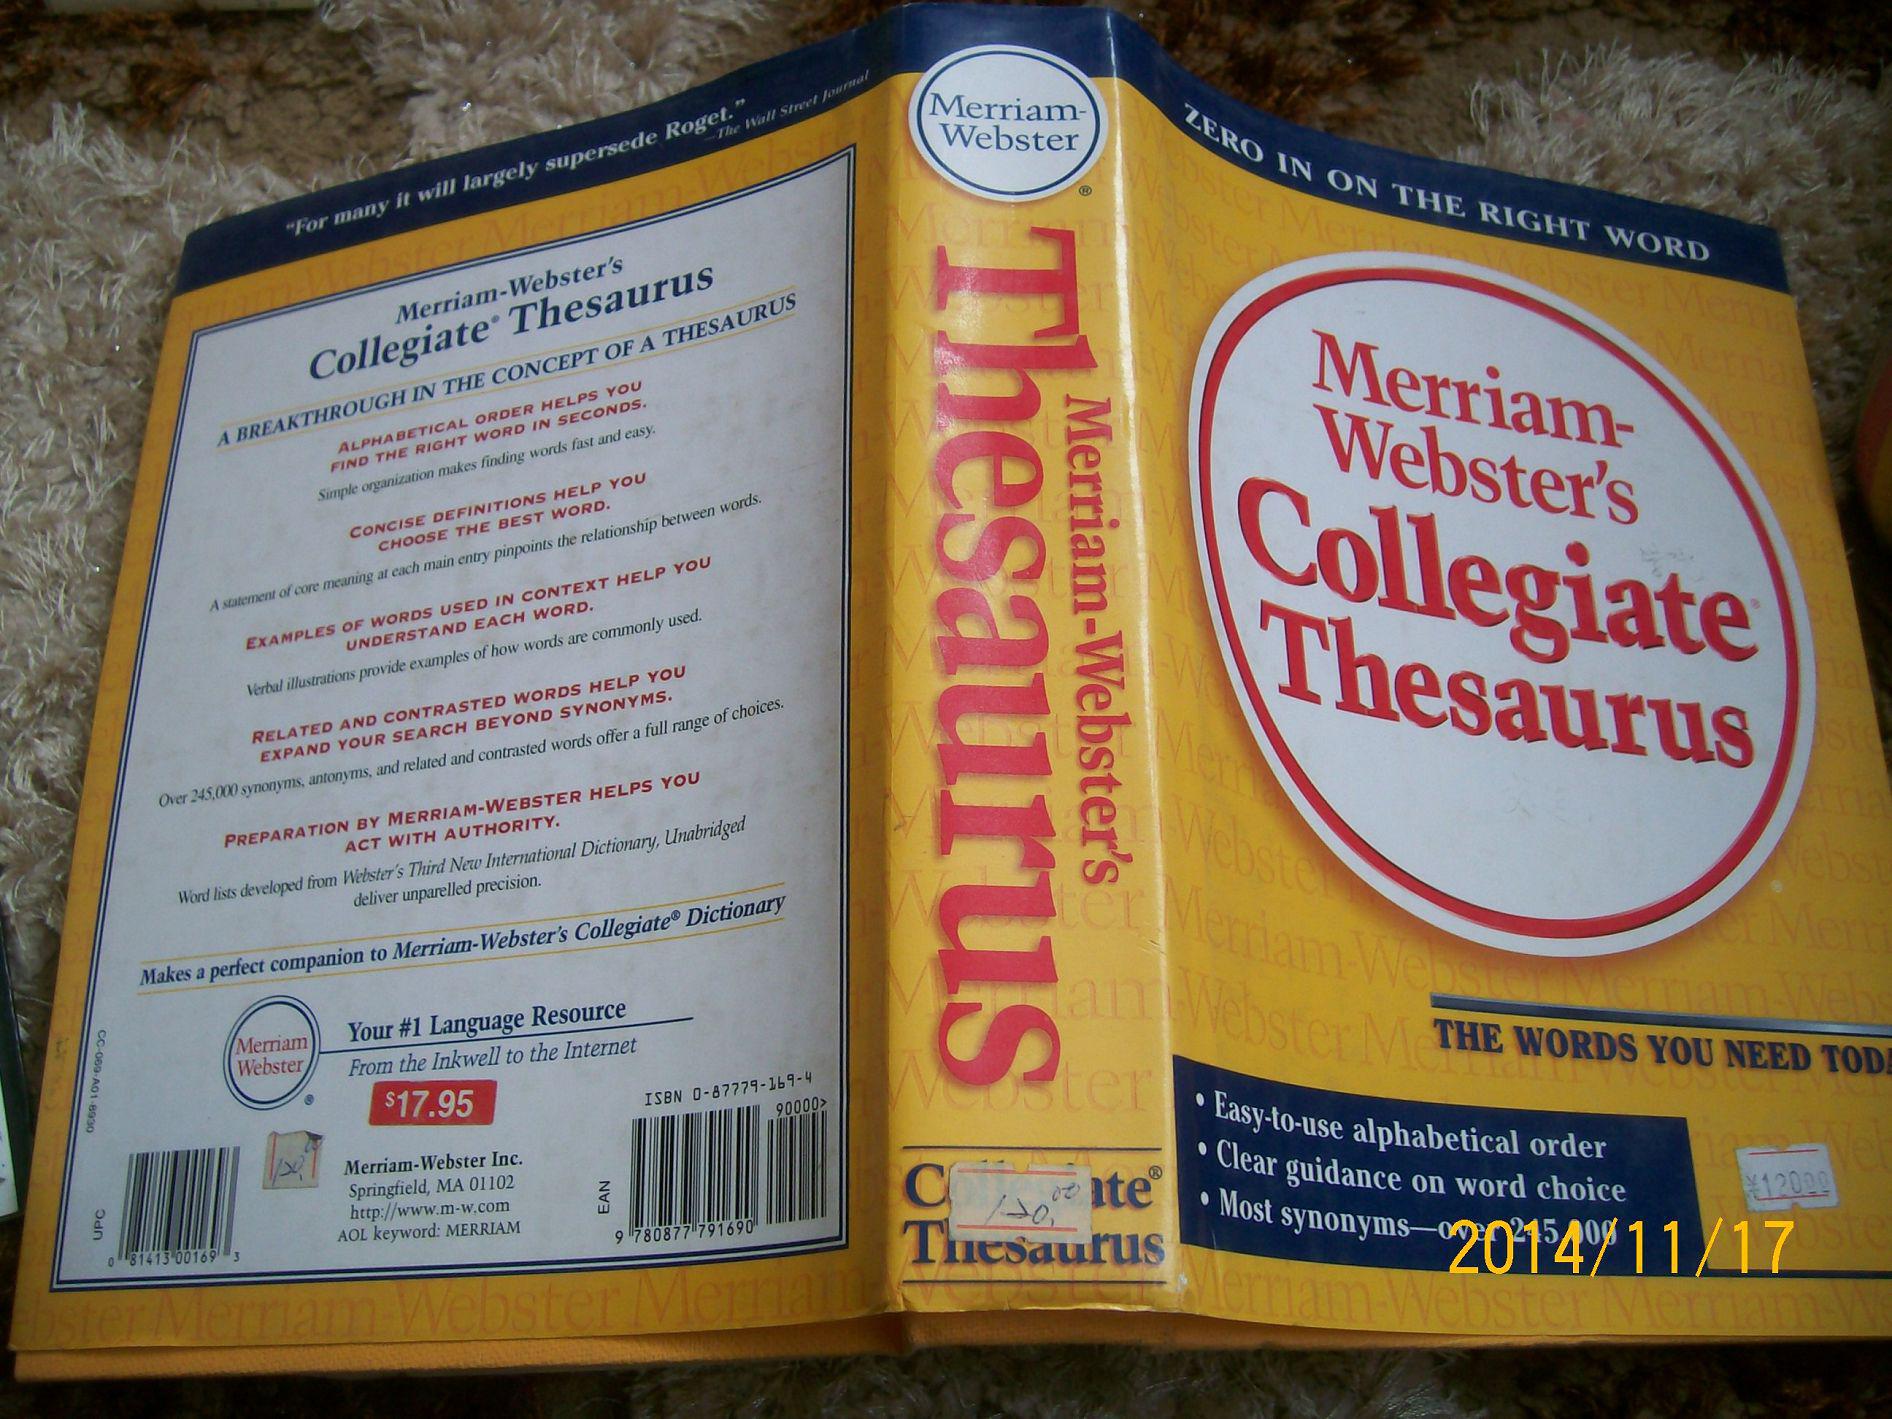 "For many it will largely supersede Roget."
—The Wall Street Journal
Merriam-Webster's
Collegiate® Thesaurus
A BREAKTHROUGH IN THE CONCEPT OF A THESAURUS
ALPHABETICAL ORDER HELPS YOU
FIND THE RIGHT WORD IN SECONDS.
Simple organization makes finding words fast and easy.
CONCISE DEFINITIONS HELP YOU
CHOOSE THE BEST WORD.
A statement of core meaning at each main entry pinpoints the relationship between words.
EXAMPLES OF WORDS USED IN CONTEXT HELP YOU
UNDERSTAND EACH WORD.
Verbal illustrations provide examples of how words are commonly used.
RELATED AND CONTRASTED WORDS HELP YOU
EXPAND YOUR SEARCH BEYOND SYNONYMS.
Over 245,000 synonyms, antonyms, and related and contrasted words offer a full range of choices.
PREPARATION BY MERRIAM-WEBSTER HELPS YOU
ACT WITH AUTHORITY.
Word lists developed from Webster's Third New International Dictionary, Unabridged
deliver unparelled precision.
Makes a perfect companion to Merriam-Webster's Collegiate® Dictionary
Merriam
Webster
®
Your #1 Language Resource
From the Inkwell to the Internet
$17.95
Merriam-Webster Inc.
Springfield, MA 01102
http://www.m-w.com
AOL keyword: MERRIAM
ISBN 0-87779-169-4
90000>
EAN
9 780877 791690
UPC
0 81413 00169 3
CC-069-A01-8930
Merriam-
Webster
®
Merriam-Webster's
Thesaurus
Collegiate®
Thesaurus
ZERO IN ON THE RIGHT WORD
Merriam-
Webster's
Collegiate®
Thesaurus
THE WORDS YOU NEED TODA
• Easy-to-use alphabetical order
• Clear guidance on word choice
• Most synonyms—over 245,000
¥12000
2014/11/17